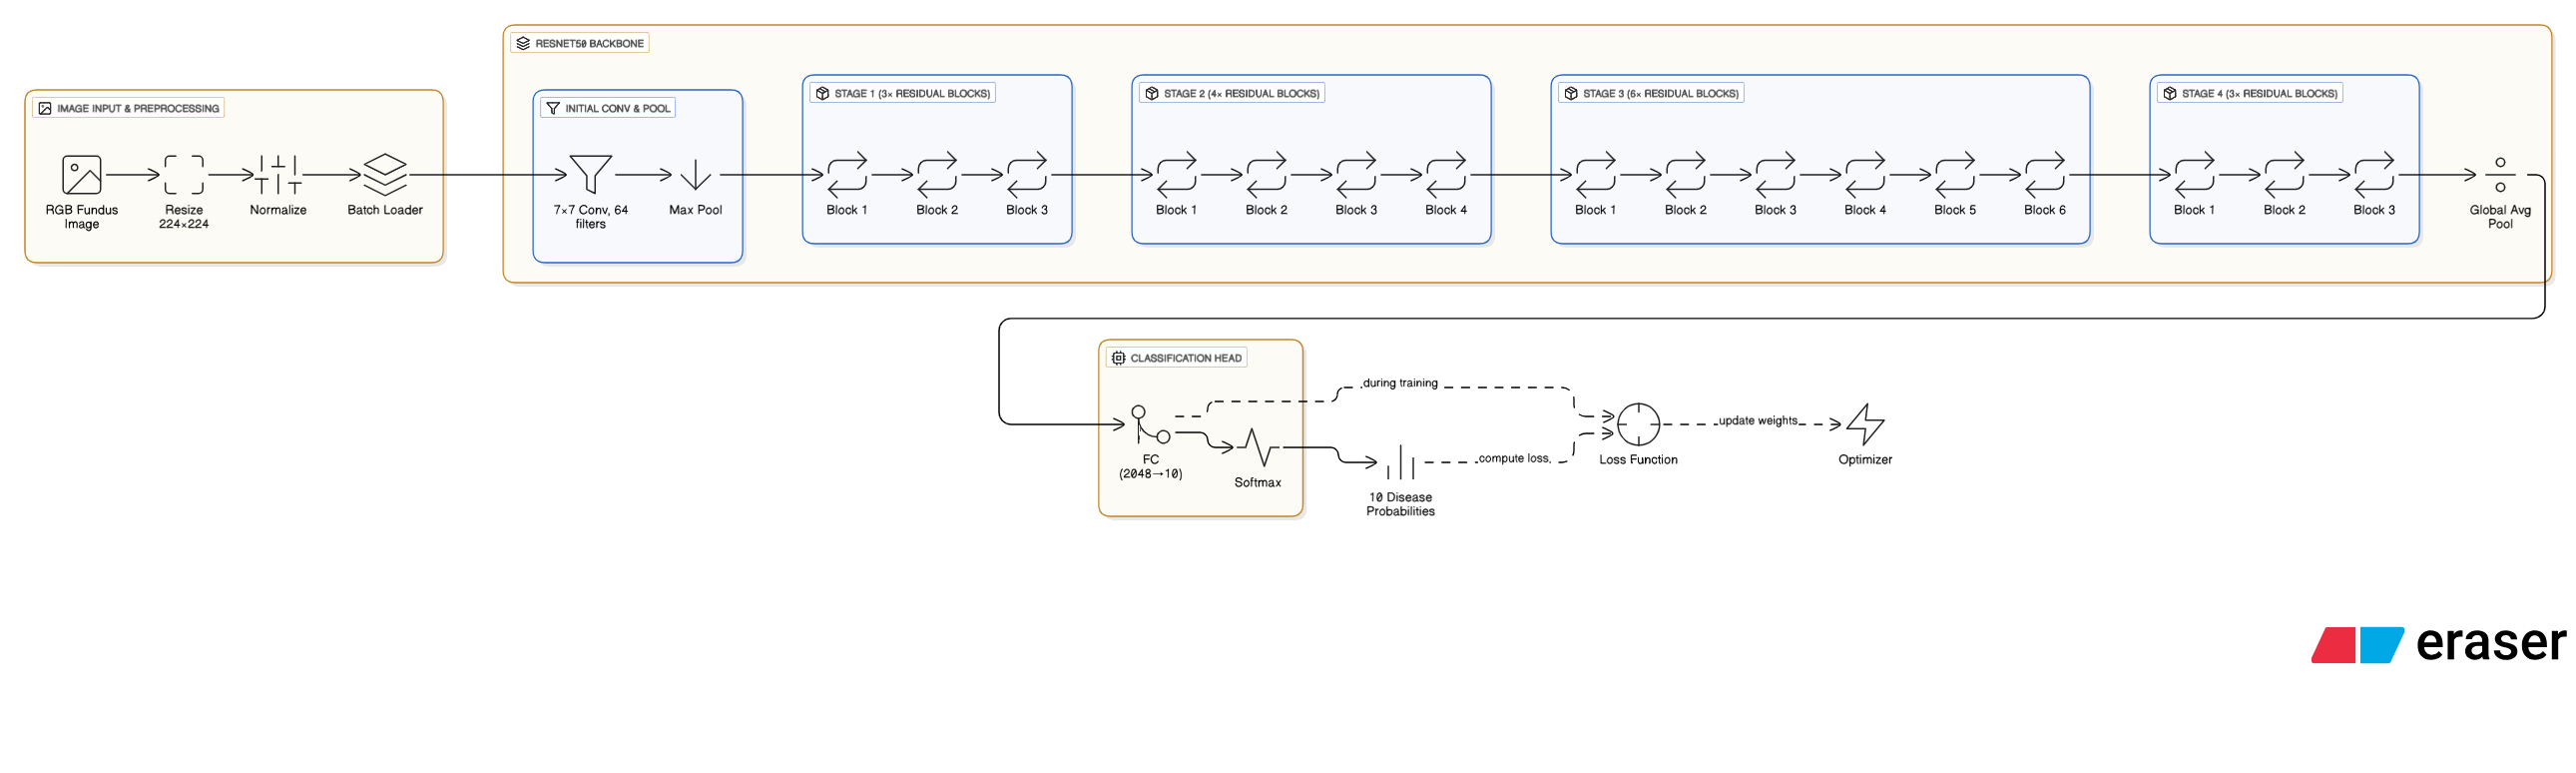 RESNET50 BACKBONE
IMAGE INPUT & PREPROCESSING
INITIAL CONV & POOL
STAGE 1 (3× RESIDUAL BLOCKS)
STAGE 2 (4× RESIDUAL BLOCKS)
STAGE 3 (6× RESIDUAL BLOCKS)
STAGE 4 (3× RESIDUAL BLOCKS)
RGB Fundus
Image
Resize
224×224
Normalize
Batch Loader
7×7 Conv, 64
filters
Max Pool
Block 1
Block 2
Block 3
Block 1
Block 2
Block 3
Block 4
Block 1
Block 2
Block 3
Block 4
Block 5
Block 6
Block 1
Block 2
Block 3
Global Avg
Pool
CLASSIFICATION HEAD
during training
FC
(2048→10)
Softmax
10 Disease
Probabilities
compute loss
Loss Function
update weights
Optimizer
eraser